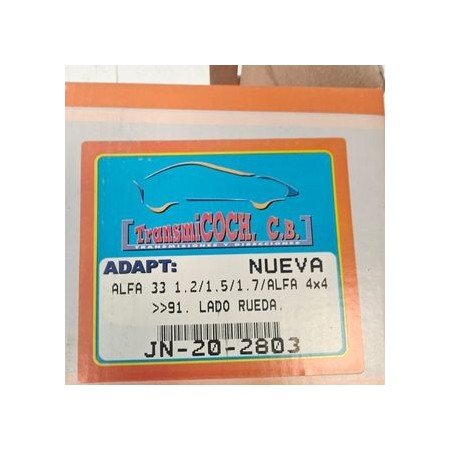 [TransmiCOCH, C.B.]
TRANSMISIONES Y DIRECCIONES
ADAPT: NUEVA
ALFA 33 1.2/1.5/1.7/ALFA 4x4
>>91. LADO RUEDA.
JN-20-2803